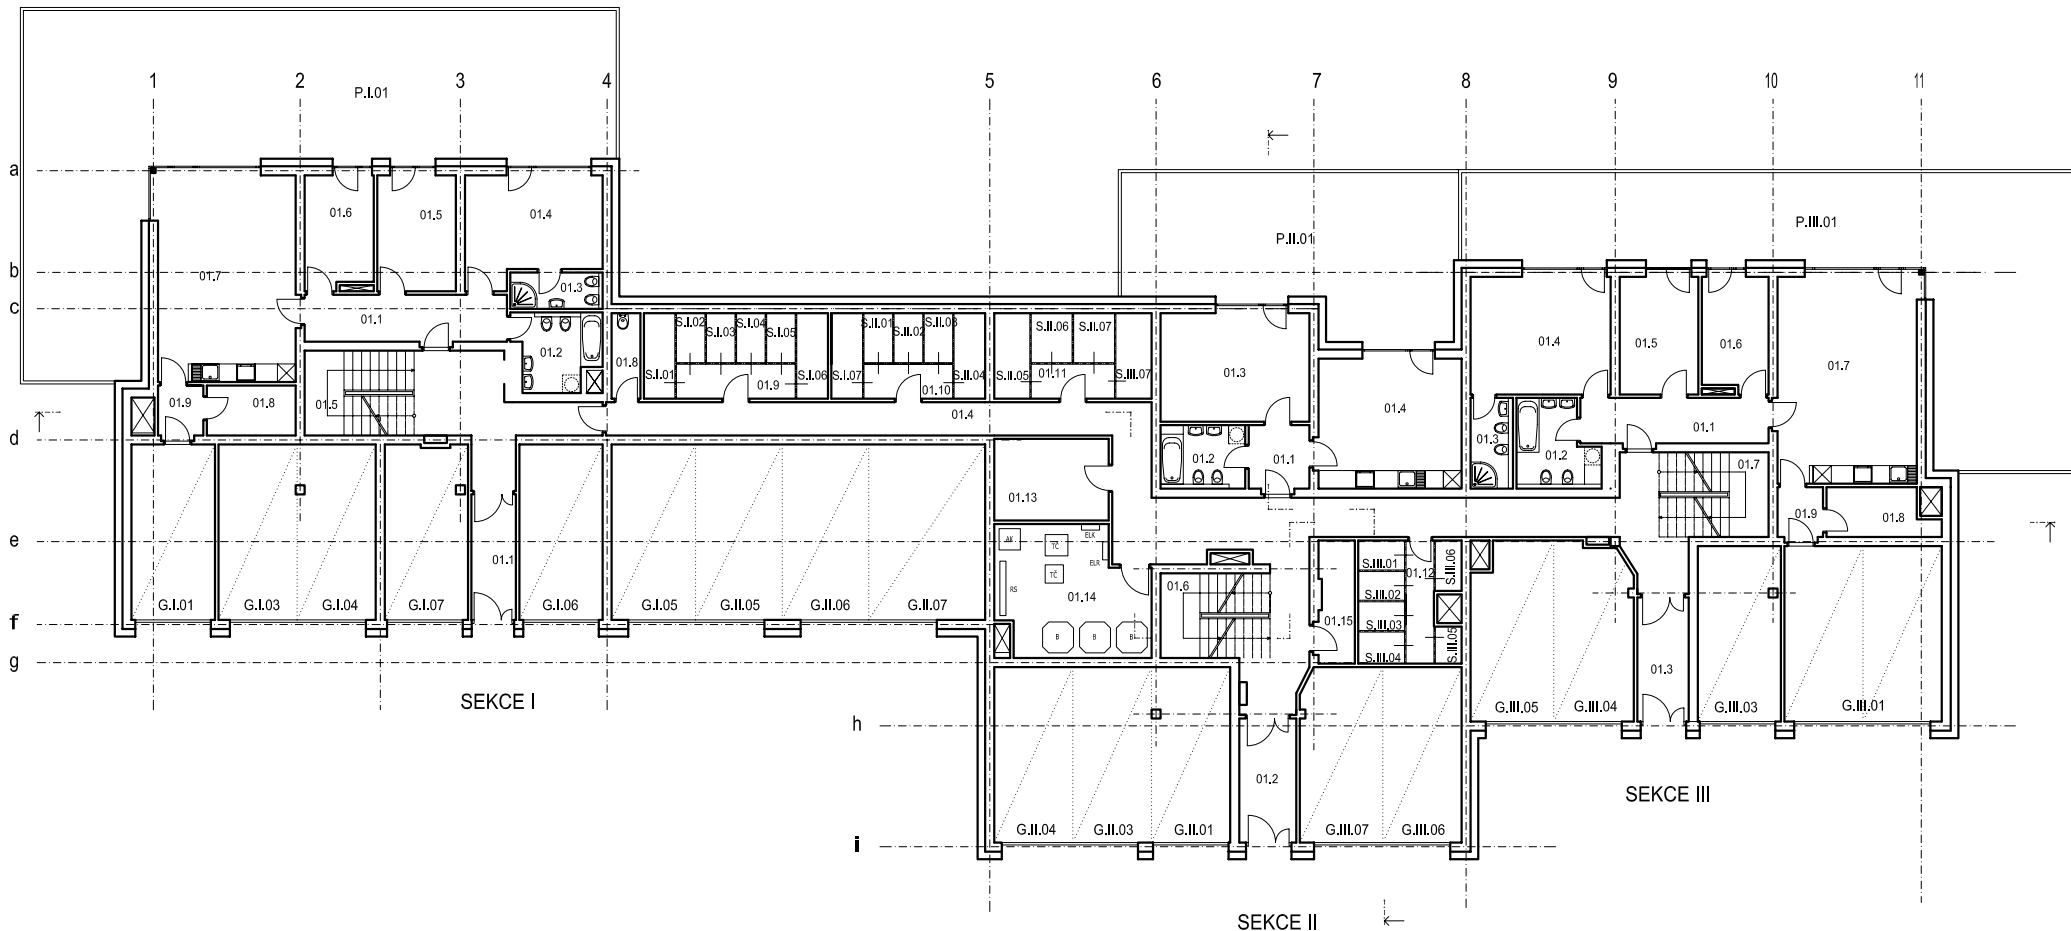 1 2 3 4 5 6 7 8 9 10 11
P.I.01
a
01.6 01.5 01.4
P.II.01 P.III.01
b
01.7 01.3
c
01.1
S.I.02 S.I.03 S.I.04 S.I.05
S.II.01 S.II.02 S.II.03
S.II.06 S.II.07
01.2 01.8
S.I.01 01.9 S.I.06 S.I.07 01.10 S.II.04 S.II.05 01.11 S.III.07
01.3 01.4
01.4 01.5 01.6 01.7
01.9 01.8 01.5
01.4
d
01.2 01.1
01.3 01.2 01.1
01.7
01.13
01.9 01.8
e
AK TČ ELK
TČ ELR
RS
01.14
B B B
01.1
01.6
01.15
S.III.01 01.12 S.III.06
S.III.02
S.III.03
S.III.04 S.III.05
G.I.01 G.I.03 G.I.04 G.I.07 G.I.06 G.I.05 G.II.05 G.II.06 G.II.07
f
g
01.3
SEKCE I
G.III.05 G.III.04 G.III.03 G.III.01
h
01.2
SEKCE III
G.II.04 G.II.03 G.II.01 G.III.07 G.III.06
i
SEKCE II